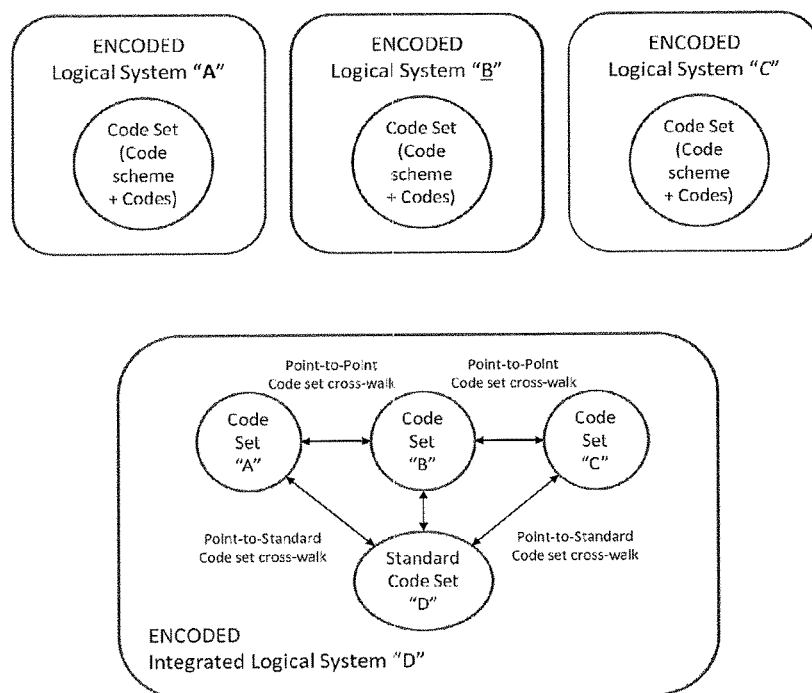 ENCODED
Logical System “A”
Code Set
(Code
scheme
+ Codes)
ENCODED
Logical System “B”
Code Set
(Code
scheme
+ Codes)
ENCODED
Logical System “C”
Code Set
(Code
scheme
+ Codes)
Point-to-Point
Code set cross-walk
Point-to-Point
Code set cross-walk
Code
Set
“A”
Code
Set
“B”
Code
Set
“C”
Point-to-Standard
Code set cross-walk
Standard
Code Set
“D”
Point-to-Standard
Code set cross-walk
ENCODED
Integrated Logical System “D”